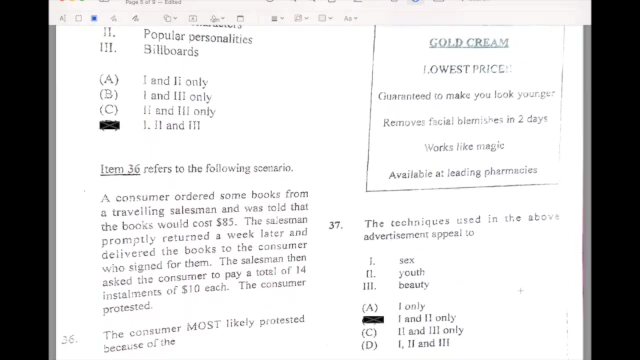 Page 5 of 8 — Edited
II. Popular personalities
III. Billboards
(A) I and II only
(B) I and III only
(C) II and III only
I. II and III
Item 36 refers to the following scenario.
A consumer ordered some books from
a travelling salesman and was told that
the books would cost $85. The salesman
promptly returned a week later and
delivered the books to the consumer
who signed for them. The salesman then
asked the consumer to pay a total of 14
instalments of $10 each. The consumer
protested.
36. The consumer MOST likely protested
because of the
GOLD CREAM
LOWEST PRICE!!
Guaranteed to make you look younger
Removes facial blemishes in 2 days
Works like magic
Available at leading pharmacies
37. The techniques used in the above
advertisement appeal to
I. sex
II. youth
III. beauty
(A) I only
I and II only
(C) II and III only
(D) I, II and III